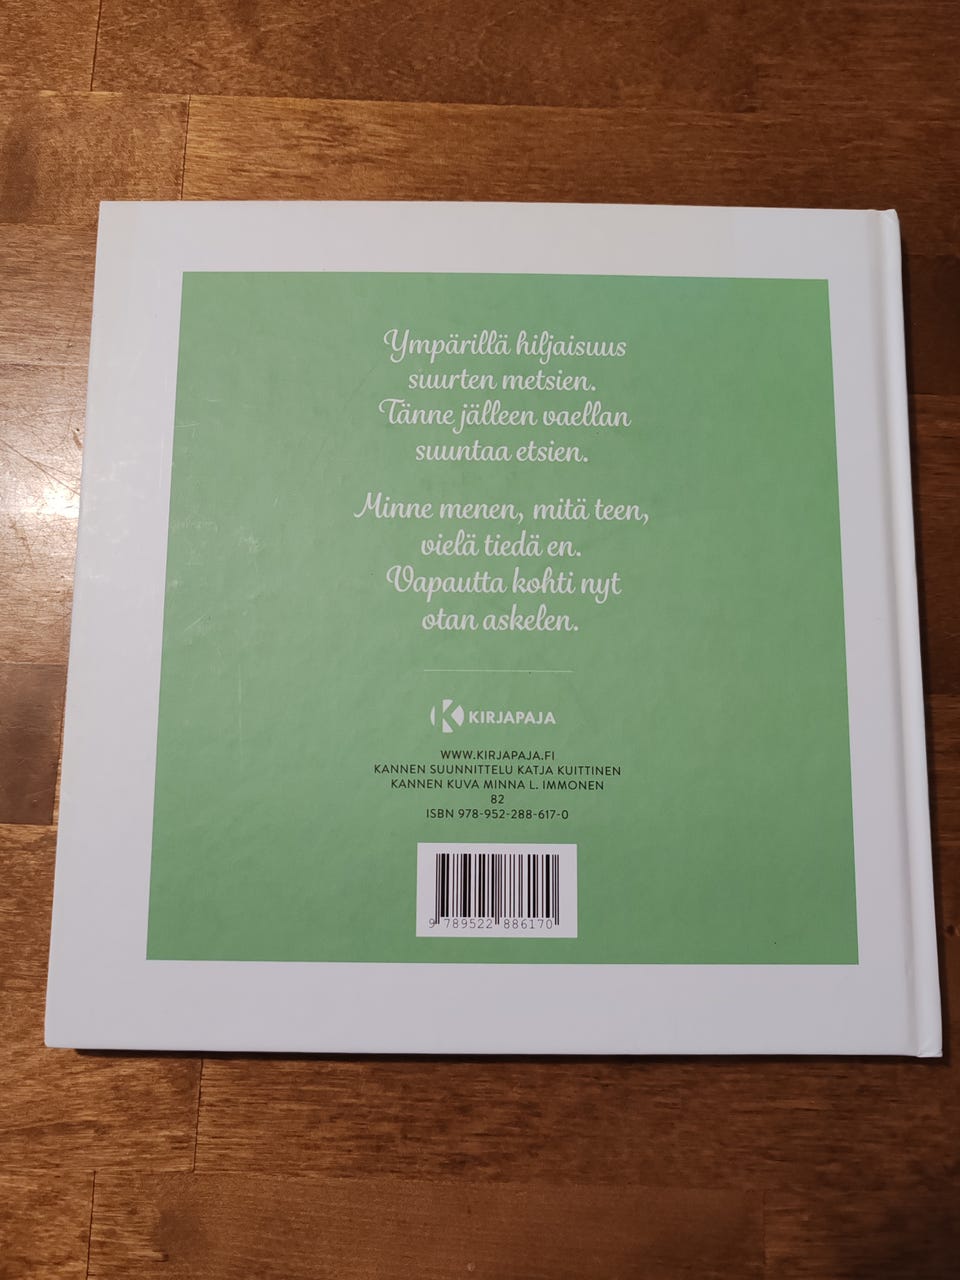 Ympärillä hiljaisuus
suurten metsien.
Tänne jälleen vaellan
suuntaa etsien.
Minne menen, mitä teen,
vielä tiedä en.
Vapautta kohti nyt
otan askelen.
K KIRJAPAJA
WWW.KIRJAPAJA.FI
KANNEN SUUNNITTELU KATJA KUITTINEN
KANNEN KUVA MINNA L. IMMONEN
82
ISBN 978-952-288-617-0
9 789522 886170